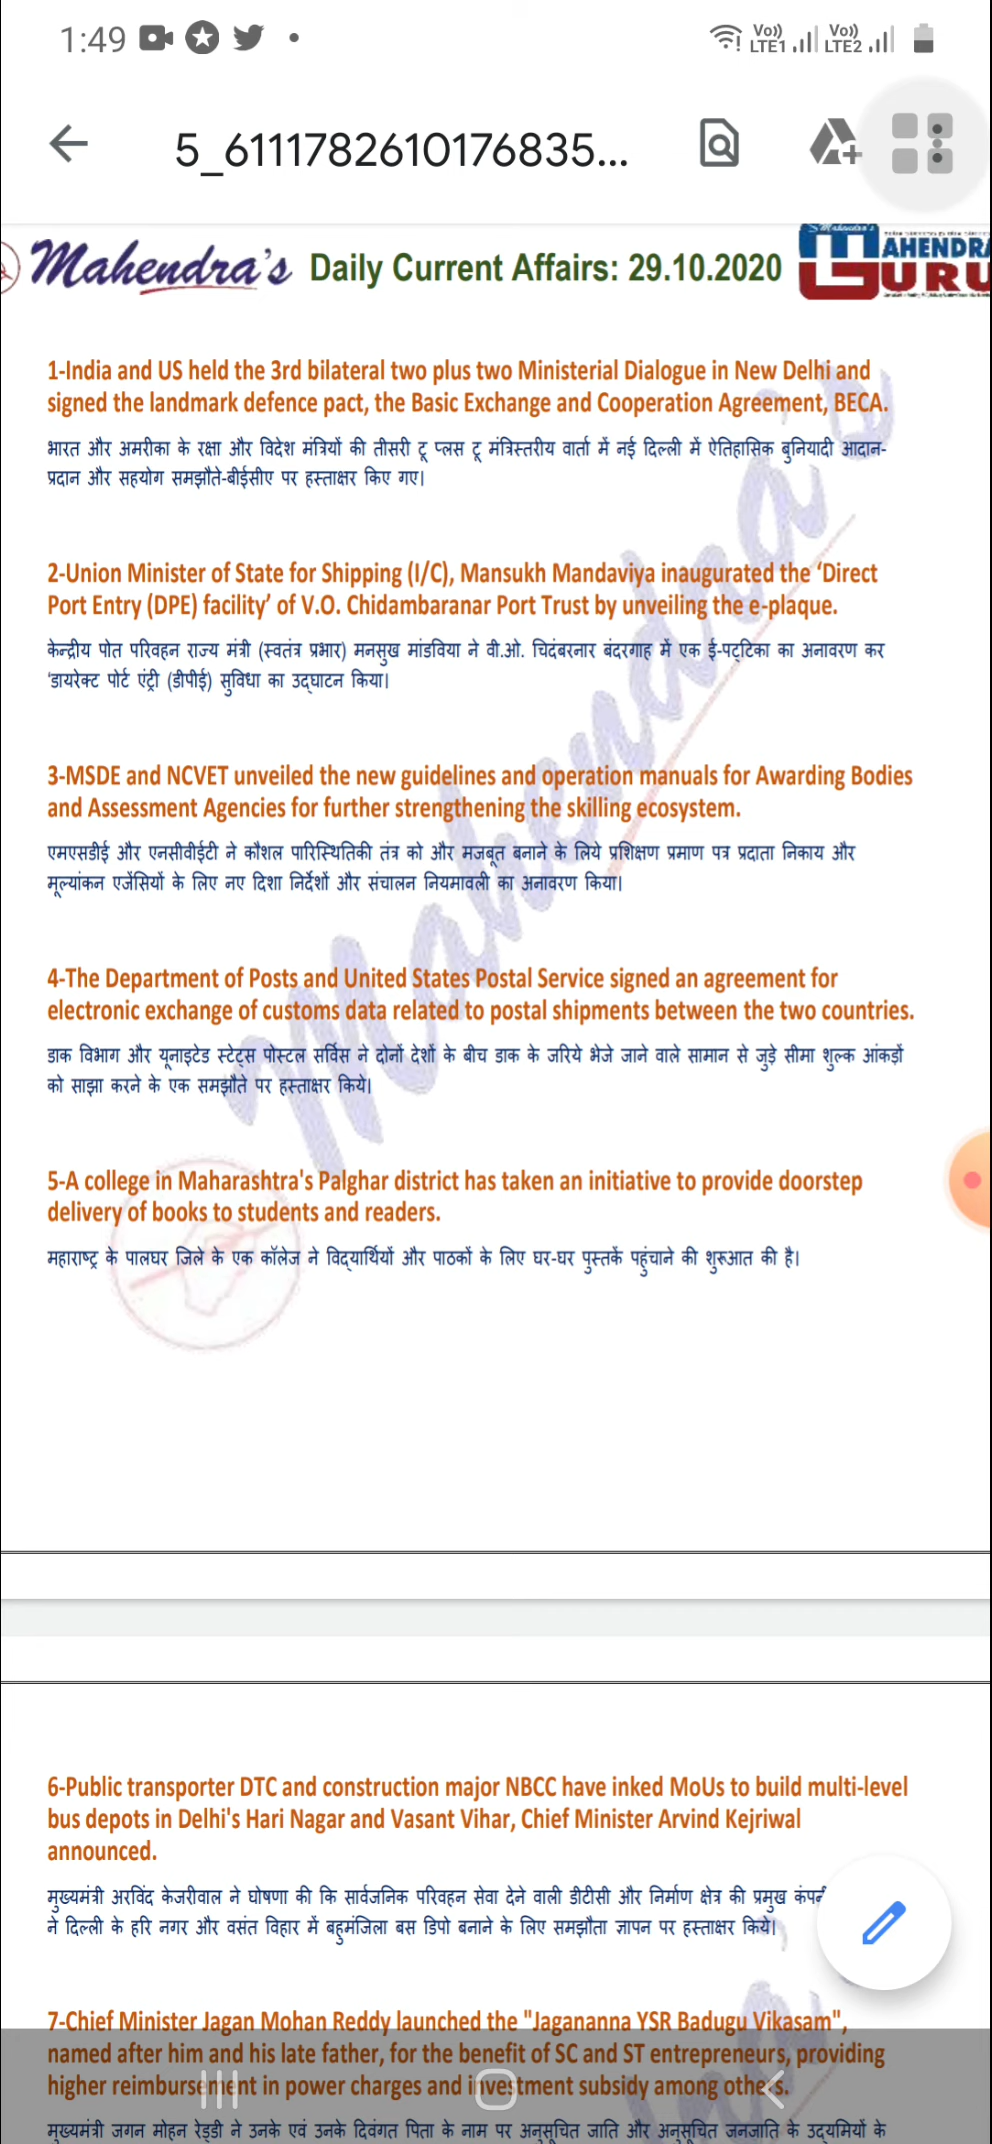 1:49
Vo)) LTE1 Vo)) LTE2
5_6111782610176835...
Mahendra's Daily Current Affairs: 29.10.2020 MAHENDRA GURU
1-India and US held the 3rd bilateral two plus two Ministerial Dialogue in New Delhi and
signed the landmark defence pact, the Basic Exchange and Cooperation Agreement, BECA.
भारत और अमरीका के रक्षा और विदेश मंत्रियों की तीसरी टू प्लस टू मंत्रिस्तरीय वार्ता में नई दिल्ली में ऐतिहासिक बुनियादी आदान-
प्रदान और सहयोग समझौते-बीईसीए पर हस्ताक्षर किए गए।
2-Union Minister of State for Shipping (I/C), Mansukh Mandaviya inaugurated the ‘Direct
Port Entry (DPE) facility’ of V.O. Chidambaranar Port Trust by unveiling the e-plaque.
केन्द्रीय पोत परिवहन राज्य मंत्री (स्वतंत्र प्रभार) मनसुख मांडविया ने वी.ओ. चिदंबरनार बंदरगाह में एक ई-पट्टिका का अनावरण कर
'डायरेक्ट पोर्ट एंट्री (डीपीई) सुविधा का उद्घाटन किया।
3-MSDE and NCVET unveiled the new guidelines and operation manuals for Awarding Bodies
and Assessment Agencies for further strengthening the skilling ecosystem.
एमएसडीई और एनसीवीईटी ने कौशल पारिस्थितिकी तंत्र को और मजबूत बनाने के लिये प्रशिक्षण प्रमाण पत्र प्रदाता निकाय और
मूल्यांकन एजेंसियों के लिए नए दिशा निर्देशों और संचालन नियमावली का अनावरण किया।
4-The Department of Posts and United States Postal Service signed an agreement for
electronic exchange of customs data related to postal shipments between the two countries.
डाक विभाग और यूनाइटेड स्टेट्स पोस्टल सर्विस ने दोनों देशों के बीच डाक के जरिये भेजे जाने वाले सामान से जुड़े सीमा शुल्क आंकड़ों
को साझा करने के एक समझौते पर हस्ताक्षर किये।
5-A college in Maharashtra's Palghar district has taken an initiative to provide doorstep
delivery of books to students and readers.
महाराष्ट्र के पालघर जिले के एक कॉलेज ने विद्यार्थियों और पाठकों के लिए घर-घर पुस्तकें पहुंचाने की शुरूआत की है।
Mahendra's
6-Public transporter DTC and construction major NBCC have inked MoUs to build multi-level
bus depots in Delhi's Hari Nagar and Vasant Vihar, Chief Minister Arvind Kejriwal
announced.
मुख्यमंत्री अरविंद केजरीवाल ने घोषणा की कि सार्वजनिक परिवहन सेवा देने वाली डीटीसी और निर्माण क्षेत्र की प्रमुख
ने दिल्ली के हरि नगर और वसंत विहार में बहुमंजिला बस डिपो बनाने के लिए समझौता ज्ञापन पर हस्ताक्षर किये।
7-Chief Minister Jagan Mohan Reddy launched the "Jagananna YSR Badugu Vikasam",
named after him and his late father, for the benefit of SC and ST entrepreneurs, providing
higher reimbursement in power charges and investment subsidy among others.
मुख्यमंत्री जगन मोहन रेड्डी ने उनके एवं उनके दिवंगत पिता के नाम पर अनुसूचित जाति और अनुसूचित जनजाति के उद्यमियों के